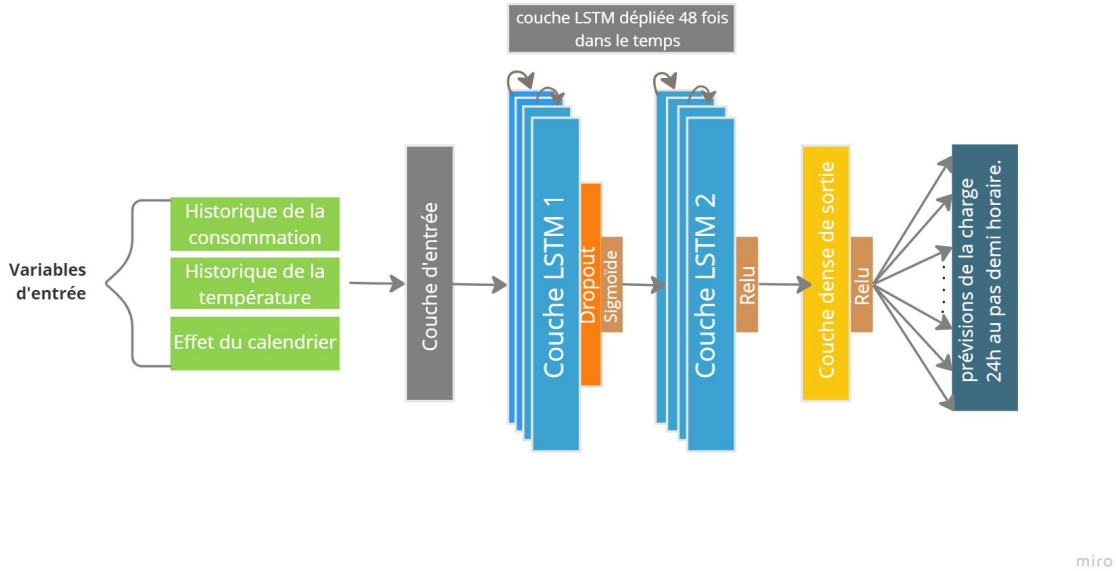 couche LSTM dépliée 48 fois
dans le temps
Variables
d'entrée
Historique de la
consommation
Historique de la
température
Effet du calendrier
Couche d'entrée
Couche LSTM 1
Dropout
Sigmoïde
Couche LSTM 2
Relu
Couche dense de sortie
Relu
prévisions de la charge
24h au pas demi horaire.
miro